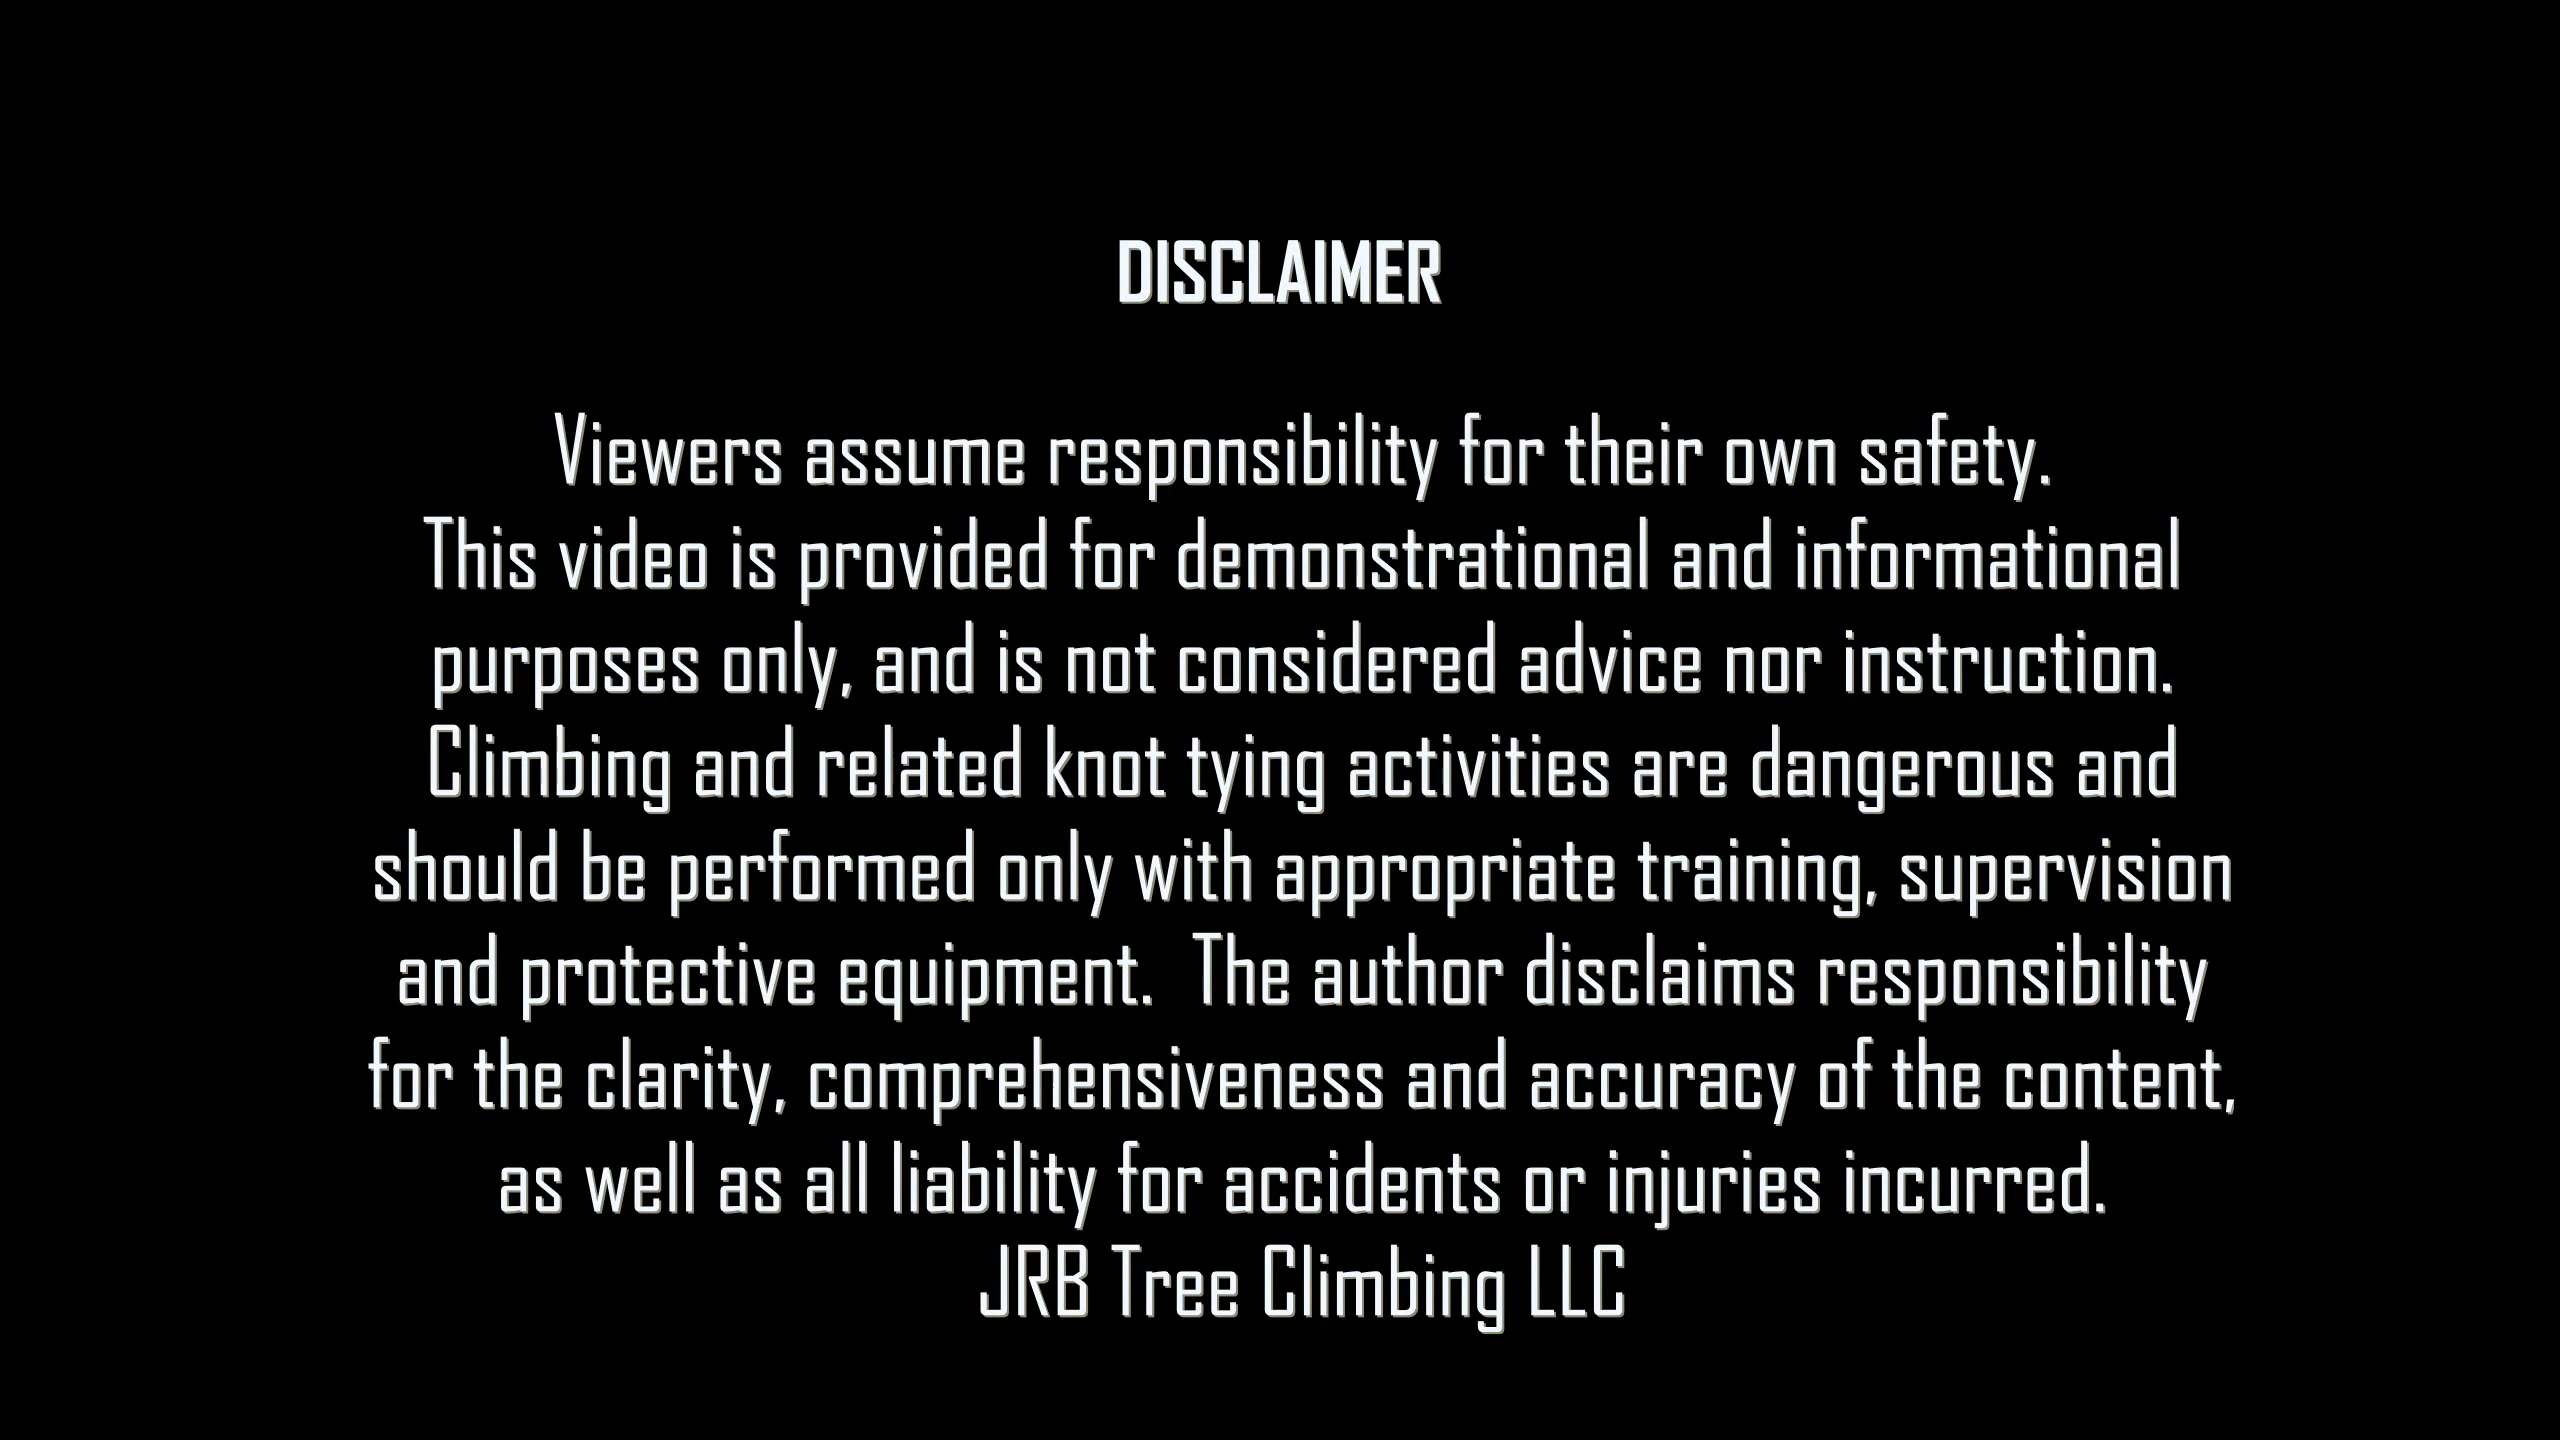 DISCLAIMER
Viewers assume responsibility for their own safety.
This video is provided for demonstrational and informational
purposes only, and is not considered advice nor instruction.
Climbing and related knot tying activities are dangerous and
should be performed only with appropriate training, supervision
and protective equipment.  The author disclaims responsibility
for the clarity, comprehensiveness and accuracy of the content,
as well as all liability for accidents or injuries incurred.
JRB Tree Climbing LLC